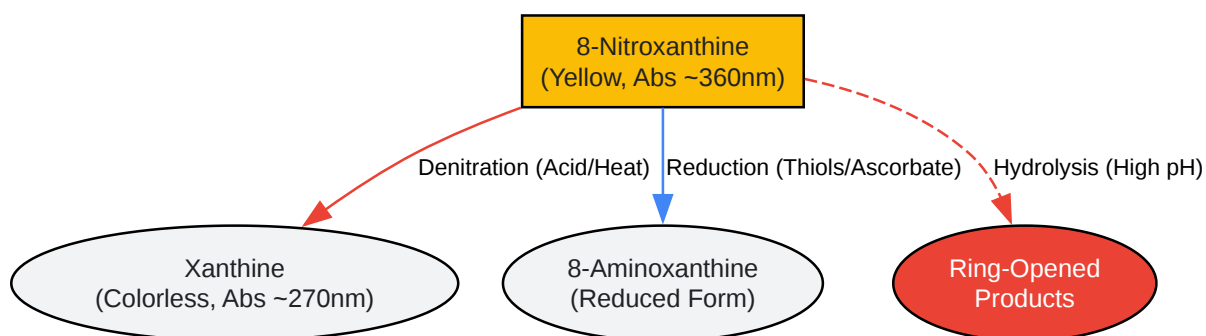 8-Nitroxanthine
(Yellow, Abs ~360nm)
Denitration (Acid/Heat)
Reduction (Thiols/Ascorbate)
Hydrolysis (High pH)
Xanthine
(Colorless, Abs ~270nm)
8-Aminoxanthine
(Reduced Form)
Ring-Opened
Products